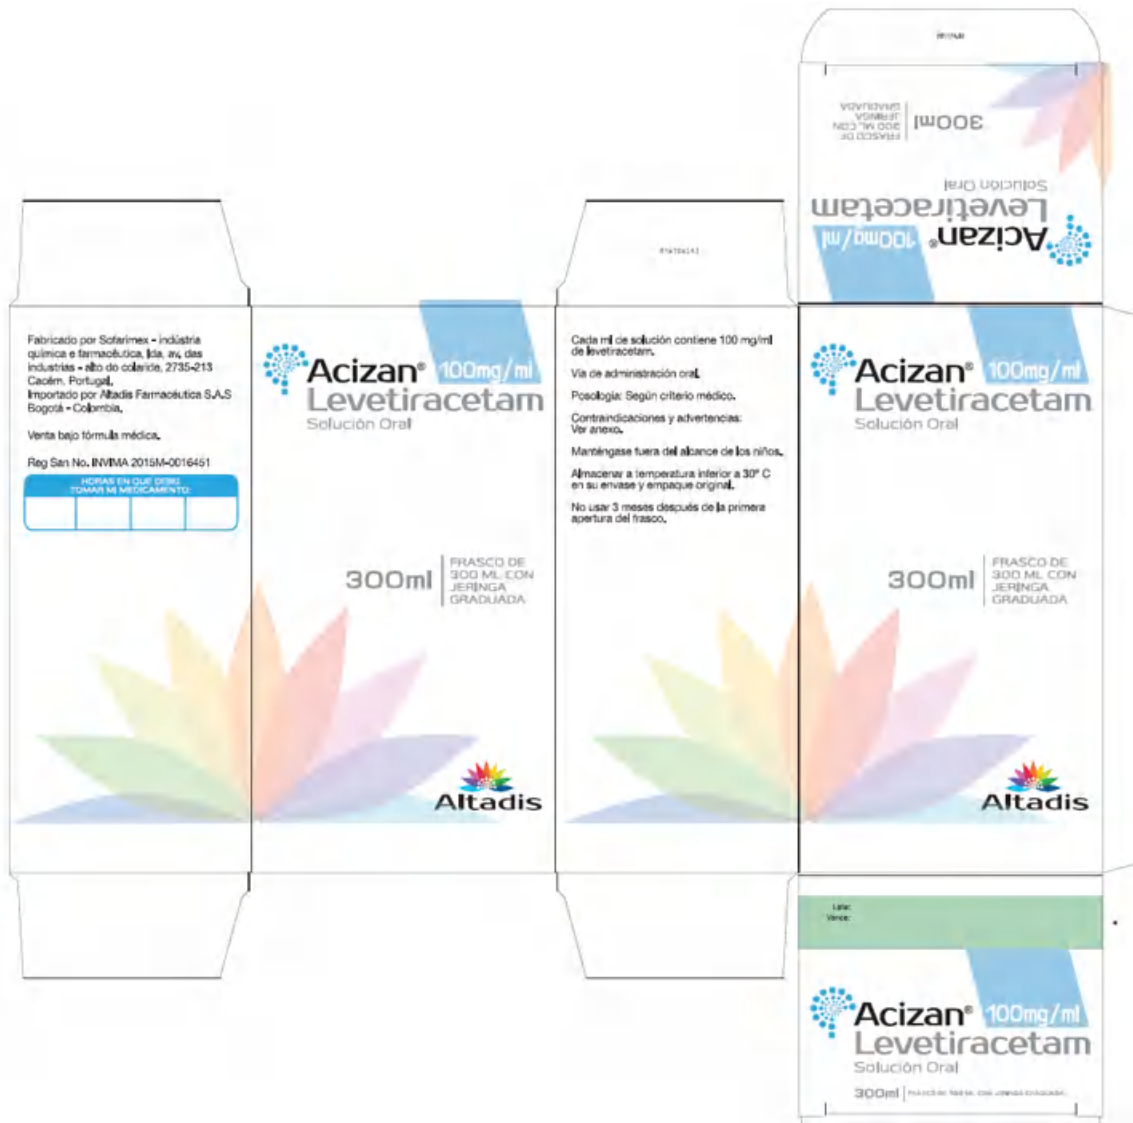 FRASCO DE
300 ML CON
JERINGA
GRADUADA
300ml
Solución Oral
Levetiracetam
Acizan®
100mg/ml
Fabricado por Sofarimex - indústria
química e farmacêutica, lda, av, das
industrias - alto do colaride, 2735-213
Cacém. Portugal.
Importado por Altadis Farmacéutica S.A.S
Bogotá - Colombia.
Venta bajo fórmula médica.
Reg San No. INVIMA 2015M-0016451
HORAS EN QUE DEBO
TOMAR MI MEDICAMENTO:
Acizan® 100mg/ml
Levetiracetam
Solución Oral
300ml
FRASCO DE
300 ML CON
JERINGA
GRADUADA
Altadis
Cada ml de solución contiene 100 mg/ml
de levetiracetam.
Vía de administración oral.
Posología: Según criterio médico.
Contraindicaciones y advertencias:
Ver anexo.
Manténgase fuera del alcance de los niños.
Almacenar a temperatura inferior a 30° C
en su envase y empaque original.
No usar 3 meses después de la primera
apertura del frasco.
Acizan® 100mg/ml
Levetiracetam
Solución Oral
300ml
FRASCO DE
300 ML CON
JERINGA
GRADUADA
Altadis
Lote:
Vence:
Acizan® 100mg/ml
Levetiracetam
Solución Oral
300ml FRASCO DE 300 ML CON JERINGA GRADUADA